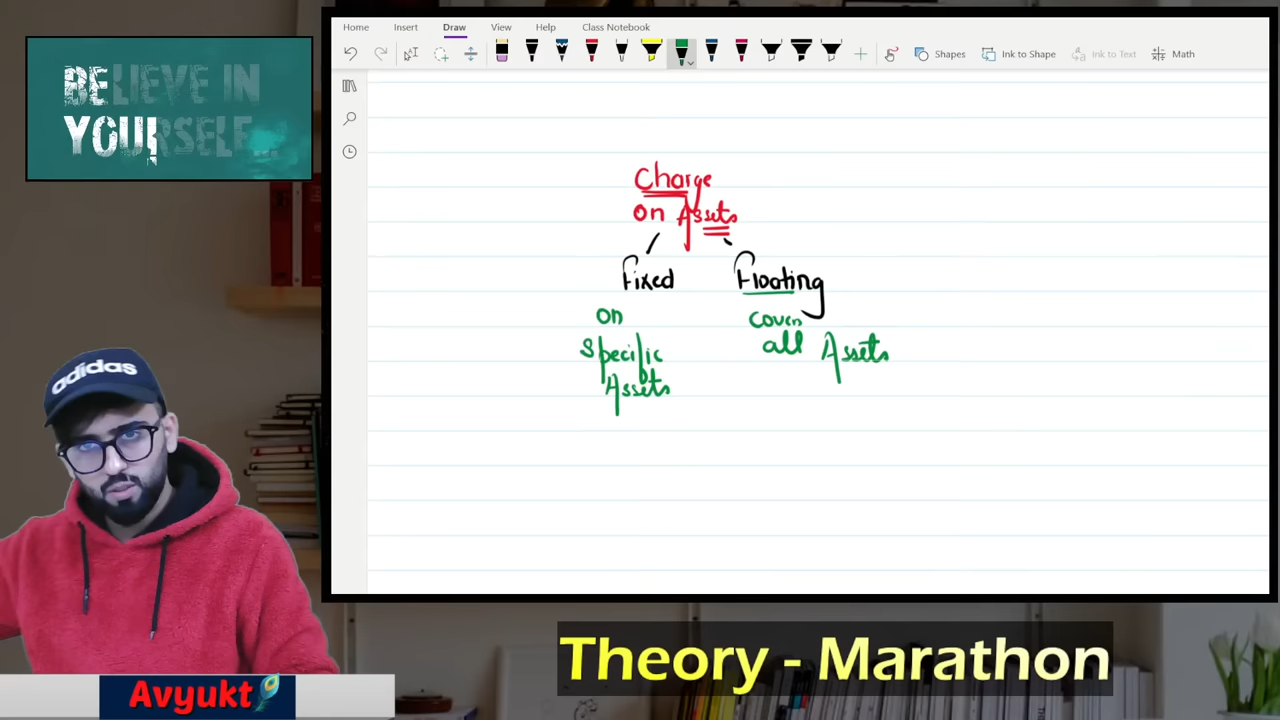 BELIEVE IN
YOURSELF...
Home Insert Draw View Help Class Notebook
Shapes Ink to Shape Ink to Text Math
Charge
on Assets
Fixed Floating
on
Specific
Assets
cover
all Assets
adidas
Avyukt
Theory - Marathon